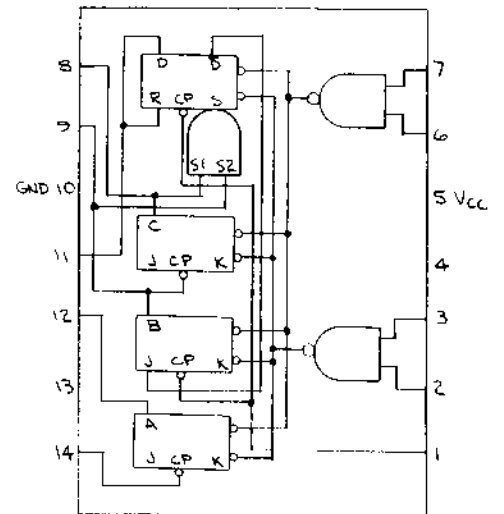 D D̅
R CP S
8
7
9
6
S1 S2
GND 10
5 Vcc
C
J CP K
11
4
12
3
B
J CP K
13
2
A
J CP K
14
1